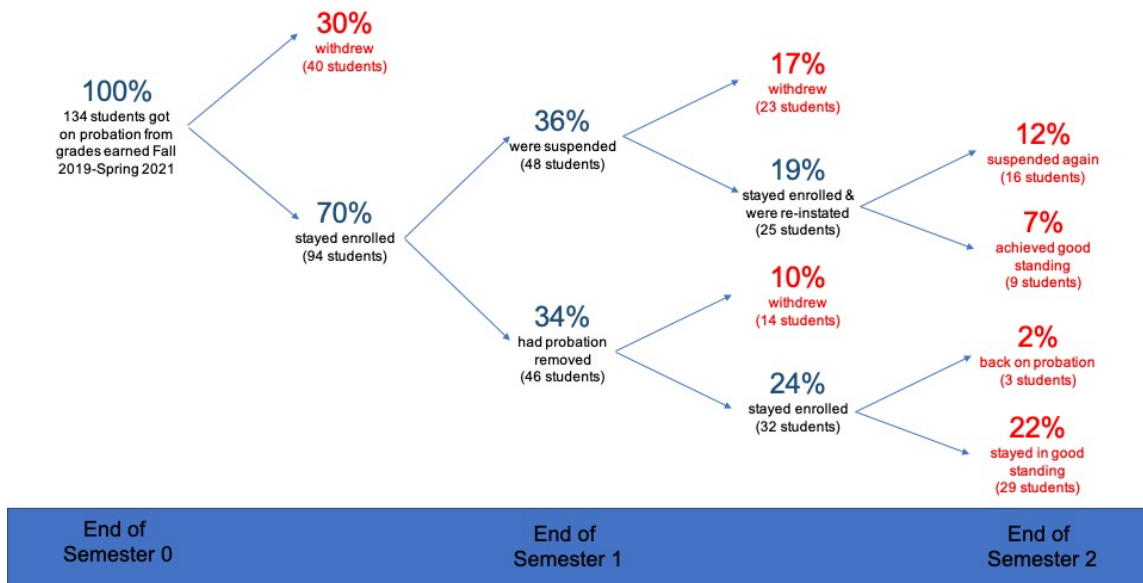 100%
134 students got
on probation from
grades earned Fall
2019-Spring 2021
30%
withdrew
(40 students)
70%
stayed enrolled
(94 students)
36%
were suspended
(48 students)
34%
had probation
removed
(46 students)
17%
withdrew
(23 students)
19%
stayed enrolled &
were re-instated
(25 students)
10%
withdrew
(14 students)
24%
stayed enrolled
(32 students)
12%
suspended again
(16 students)
7%
achieved good
standing
(9 students)
2%
back on probation
(3 students)
22%
stayed in good
standing
(29 students)
End of
Semester 0
End of
Semester 1
End of
Semester 2